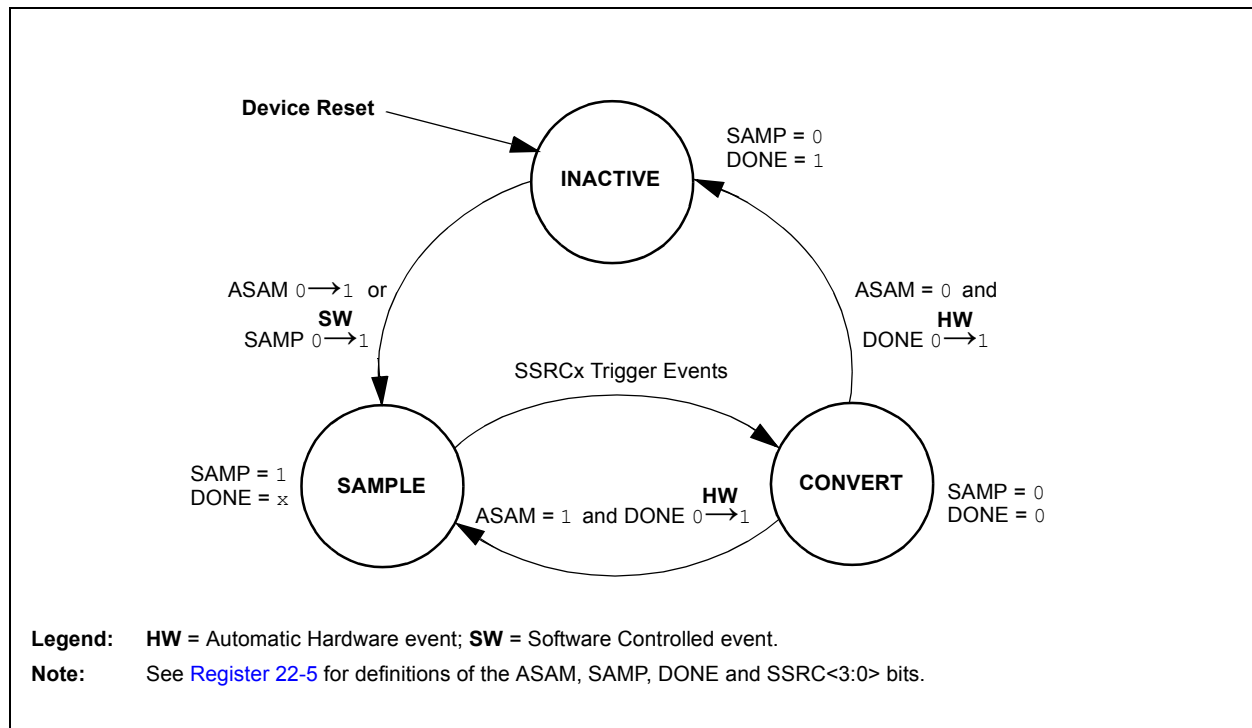 Device Reset
SAMP = 0
DONE = 1
INACTIVE
ASAM 0→1 or
SW
SAMP 0→1
ASAM = 0 and
HW
DONE 0→1
SSRCx Trigger Events
SAMP = 1
DONE = x
SAMPLE
HW
ASAM = 1 and DONE 0→1
CONVERT
SAMP = 0
DONE = 0
Legend: HW = Automatic Hardware event; SW = Software Controlled event.
Note: See Register 22-5 for definitions of the ASAM, SAMP, DONE and SSRC<3:0> bits.